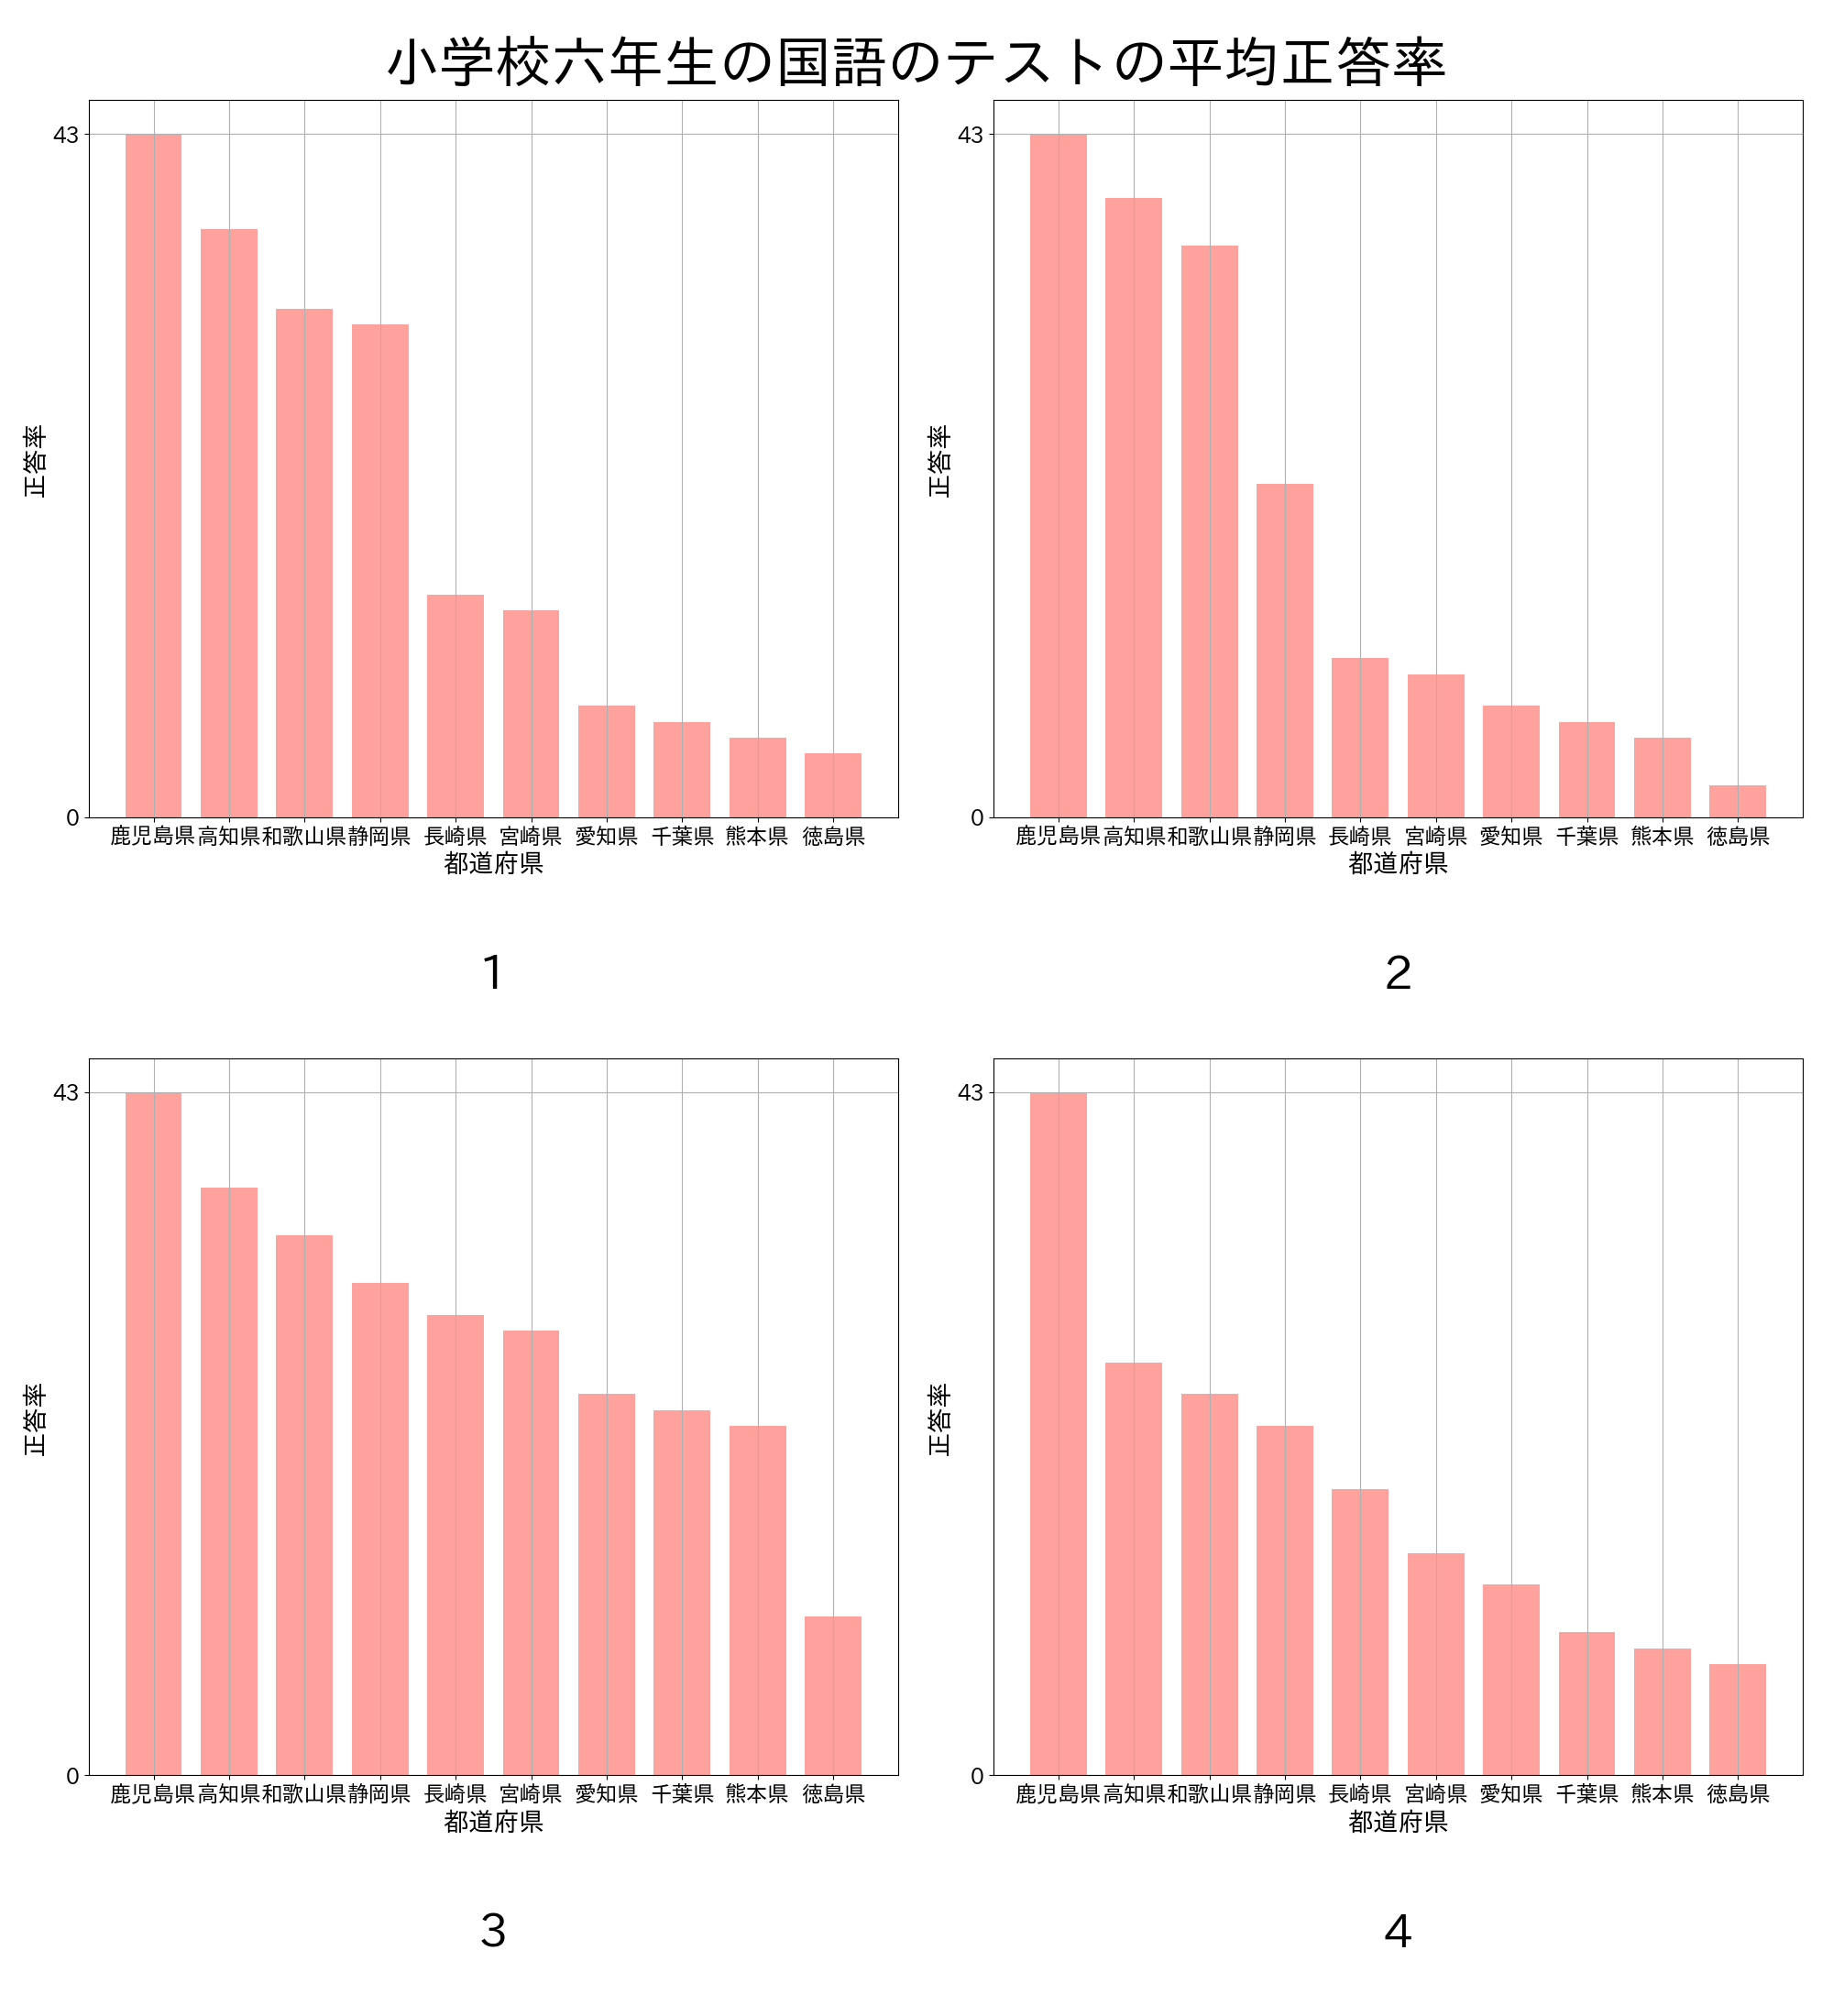 小学校六年生の国語のテストの平均正答率
43
正答率
0
鹿児島県 高知県 和歌山県 静岡県 長崎県 宮崎県 愛知県 千葉県 熊本県 徳島県
都道府県
1
43
正答率
0
鹿児島県 高知県 和歌山県 静岡県 長崎県 宮崎県 愛知県 千葉県 熊本県 徳島県
都道府県
2
43
正答率
0
鹿児島県 高知県 和歌山県 静岡県 長崎県 宮崎県 愛知県 千葉県 熊本県 徳島県
都道府県
3
43
正答率
0
鹿児島県 高知県 和歌山県 静岡県 長崎県 宮崎県 愛知県 千葉県 熊本県 徳島県
都道府県
4